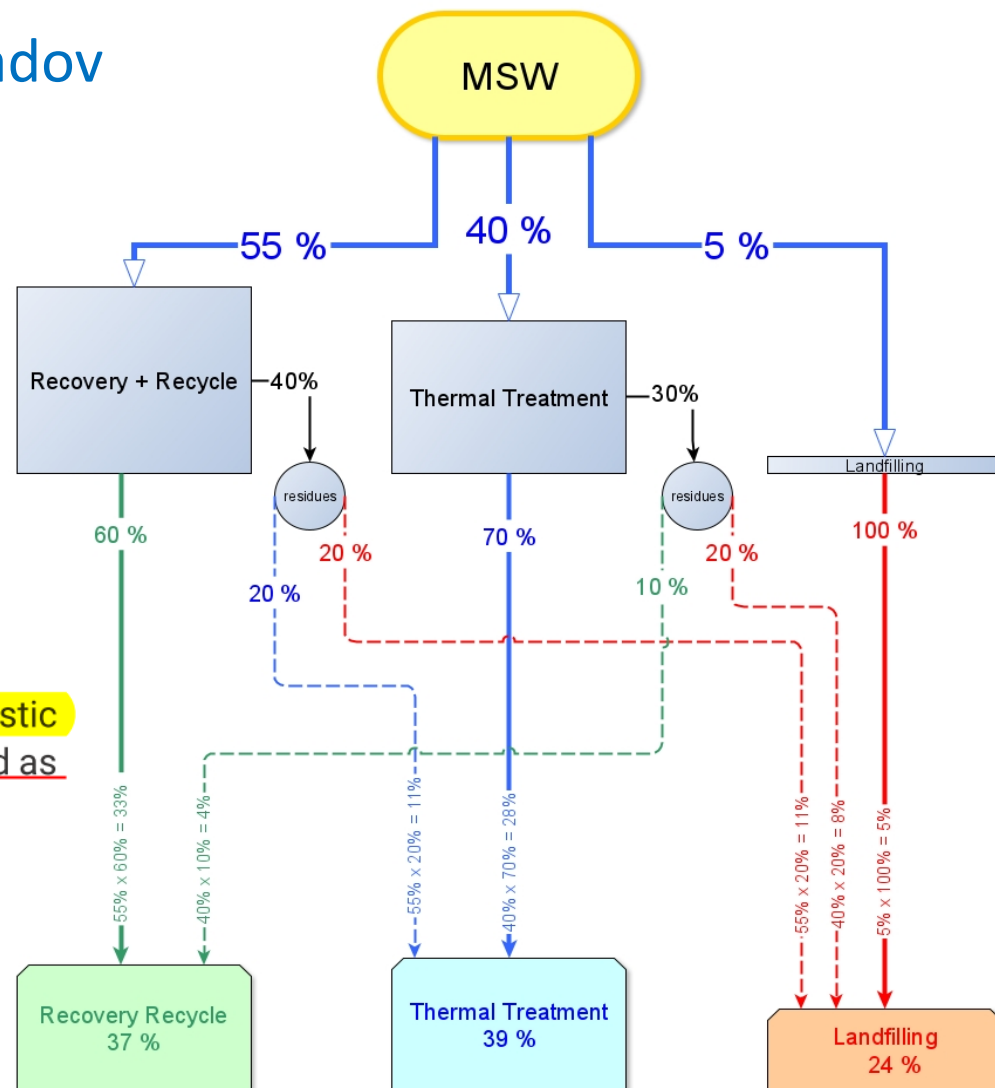 ndov
MSW
55 %
40 %
5 %
Recovery + Recycle
40%
Thermal Treatment
30%
Landfilling
residues
residues
60 %
20 %
20 %
70 %
10 %
20 %
100 %
stic
d as
55% x 60% = 33%
40% x 10% = 4%
55% x 20% = 11%
40% x 70% = 28%
55% x 20% = 11%
40% x 20% = 8%
5% x 100% = 5%
Recovery Recycle
37 %
Thermal Treatment
39 %
Landfilling
24 %